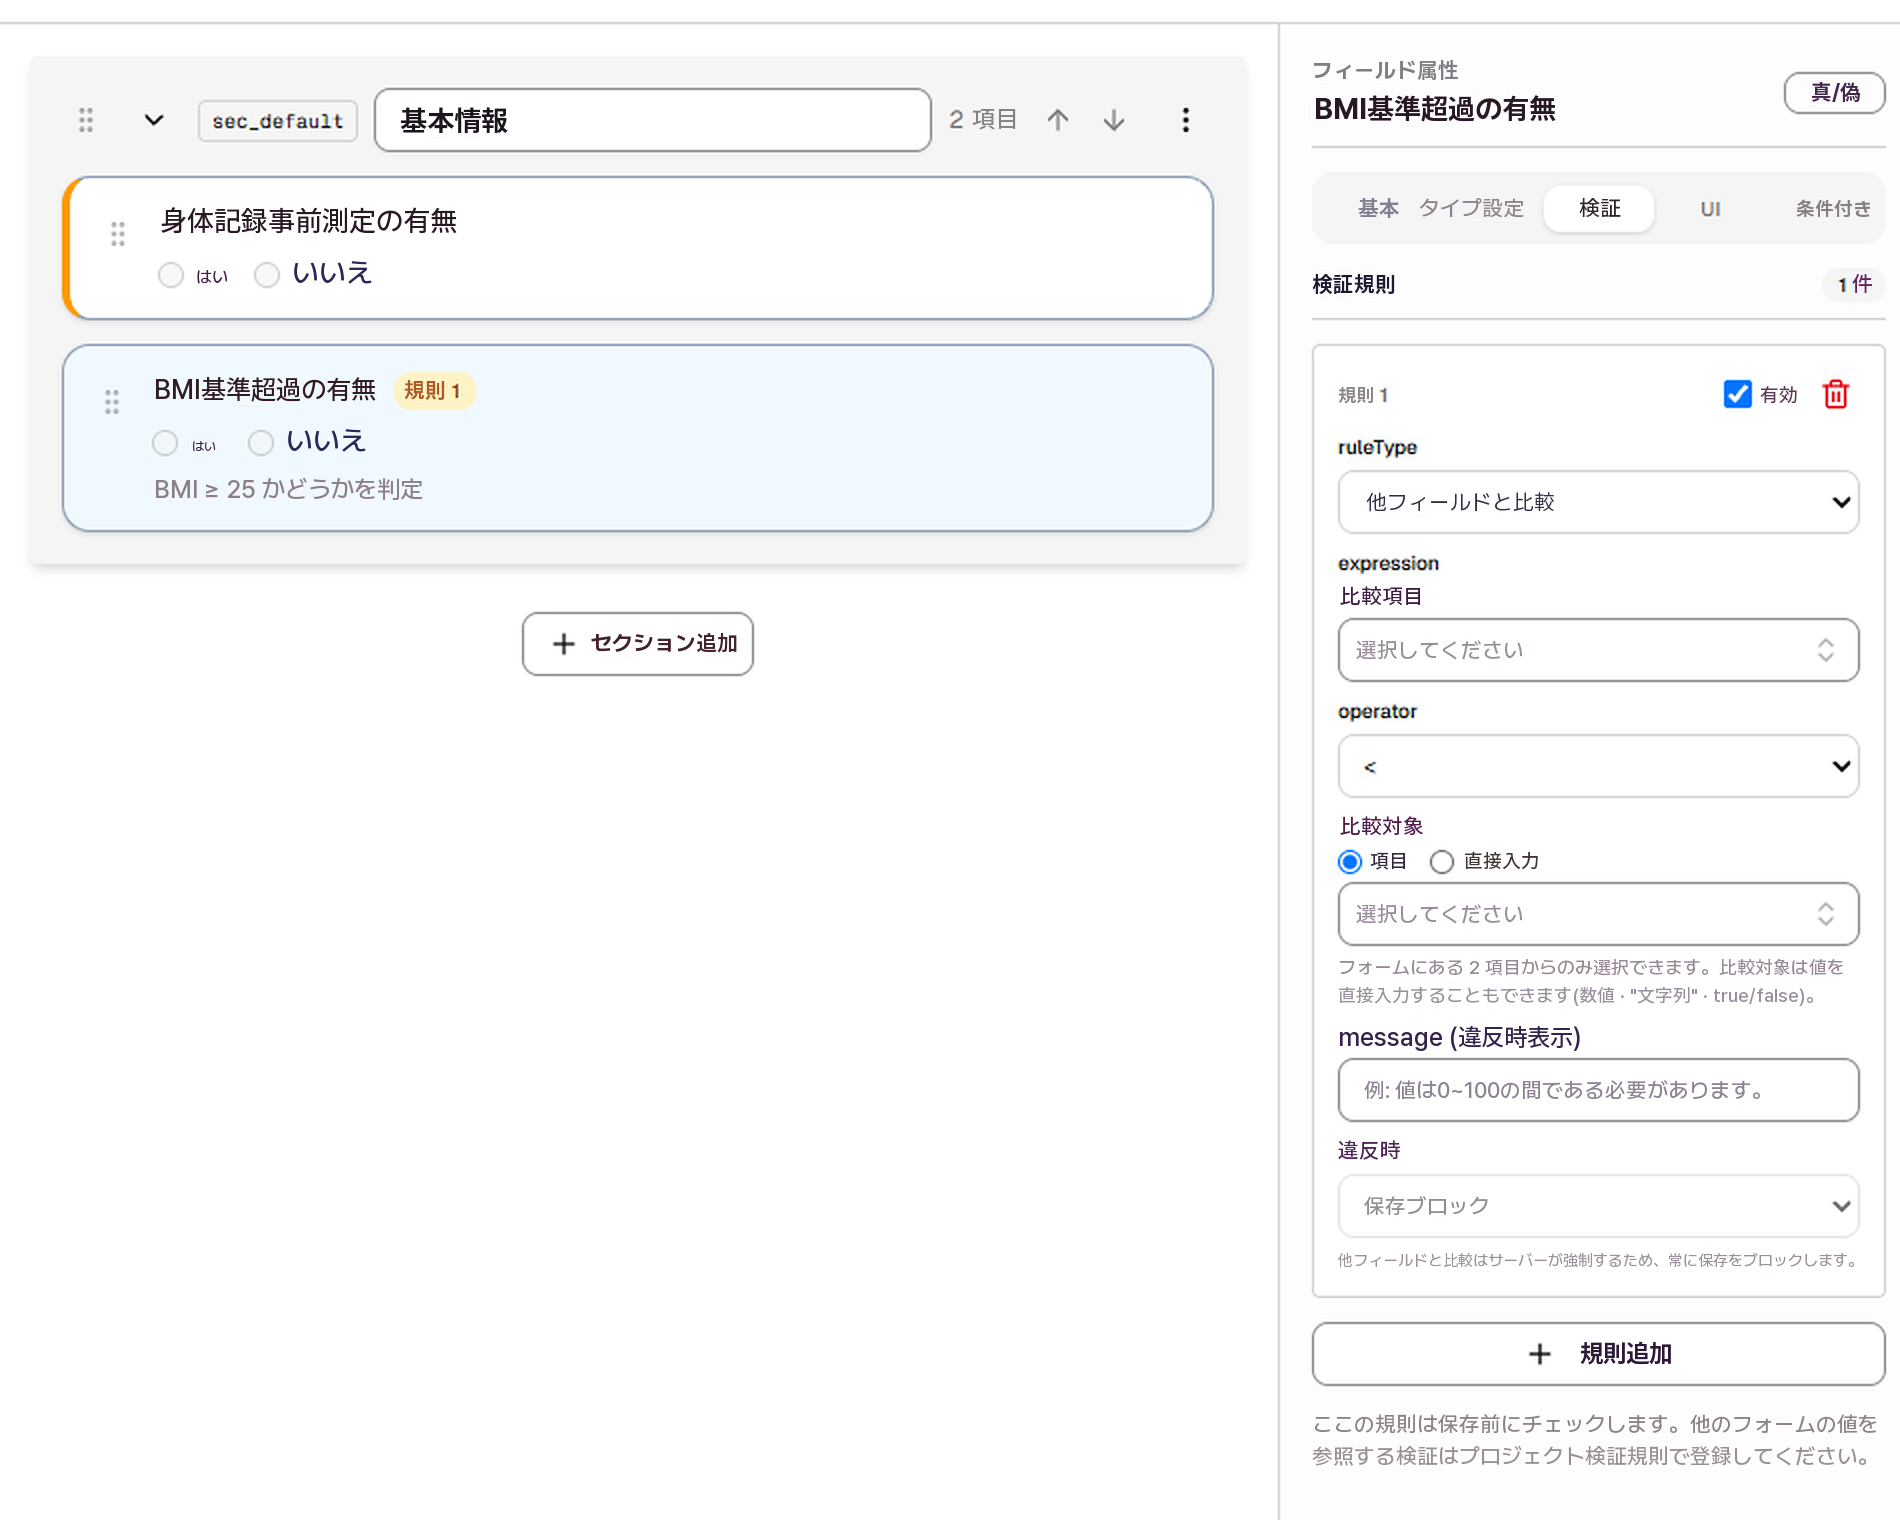 sec_default
基本情報
2 項目
身体記録事前測定の有無
はい
いいえ
BMI基準超過の有無
規則 1
はい
いいえ
BMI ≥ 25 かどうかを判定
セクション追加
フィールド属性
BMI基準超過の有無
真/偽
基本
タイプ設定
検証
UI
条件付き
検証規則
1 件
規則 1
有効
ruleType
他フィールドと比較
expression
比較項目
選択してください
operator
<
比較対象
項目
直接入力
選択してください
フォームにある 2 項目からのみ選択できます。比較対象は値を
直接入力することもできます(数値 · "文字列" · true/false)。
message (違反時表示)
例: 値は0~100の間である必要があります。
違反時
保存ブロック
他フィールドと比較はサーバーが強制するため、常に保存をブロックします。
規則追加
ここの規則は保存前にチェックします。他のフォームの値を
参照する検証はプロジェクト検証規則で登録してください。